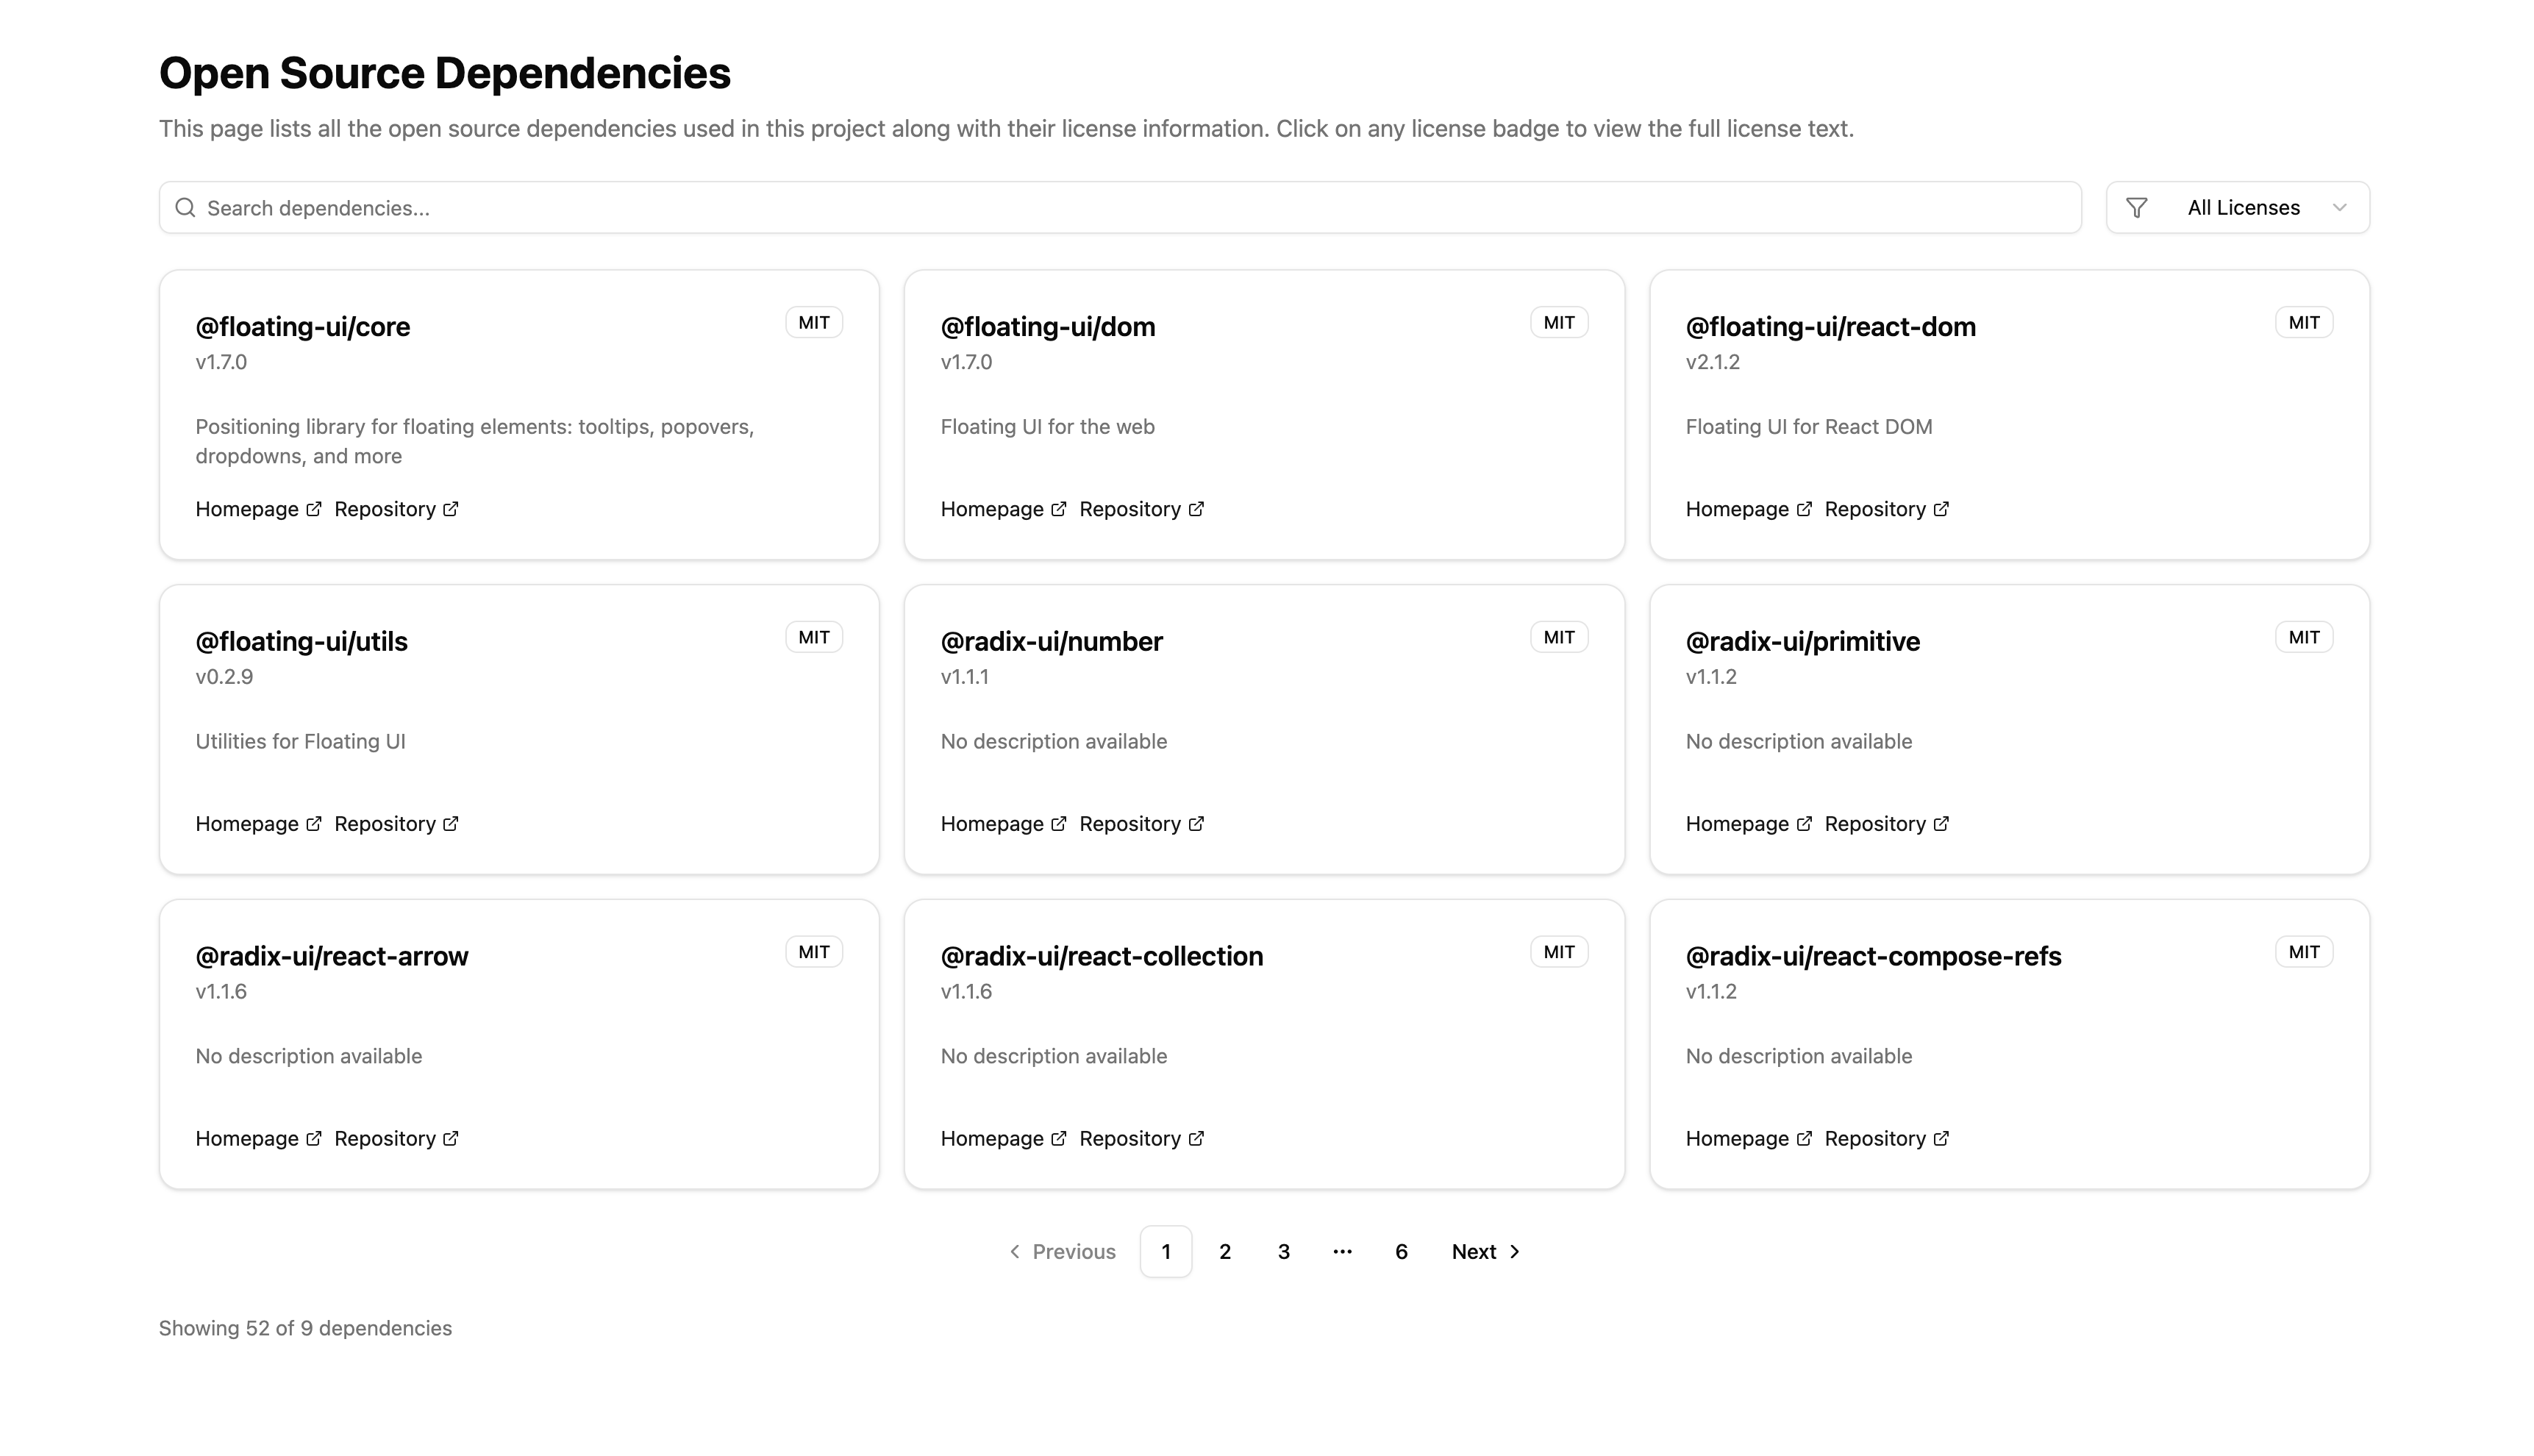 Open Source Dependencies
This page lists all the open source dependencies used in this project along with their license information. Click on any license badge to view the full license text.
Search dependencies...
All Licenses
@floating-ui/core
MIT
v1.7.0
Positioning library for floating elements: tooltips, popovers,
dropdowns, and more
Homepage Repository
@floating-ui/dom
MIT
v1.7.0
Floating UI for the web
Homepage Repository
@floating-ui/react-dom
MIT
v2.1.2
Floating UI for React DOM
Homepage Repository
@floating-ui/utils
MIT
v0.2.9
Utilities for Floating UI
Homepage Repository
@radix-ui/number
MIT
v1.1.1
No description available
Homepage Repository
@radix-ui/primitive
MIT
v1.1.2
No description available
Homepage Repository
@radix-ui/react-arrow
MIT
v1.1.6
No description available
Homepage Repository
@radix-ui/react-collection
MIT
v1.1.6
No description available
Homepage Repository
@radix-ui/react-compose-refs
MIT
v1.1.2
No description available
Homepage Repository
Previous 1 2 3 ... 6 Next
Showing 52 of 9 dependencies